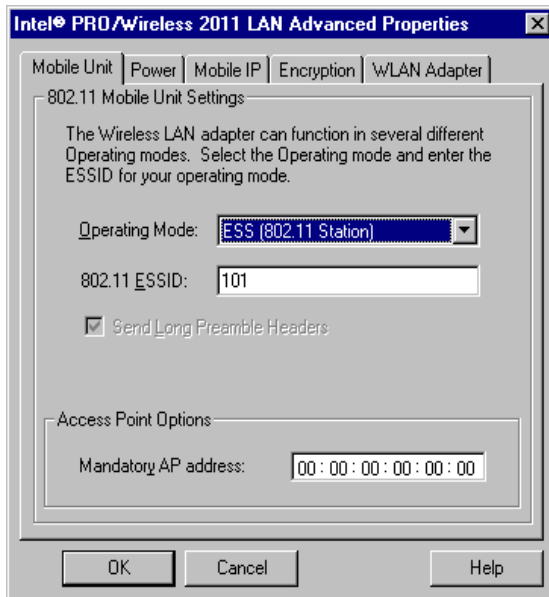 Intel® PRO/Wireless 2011 LAN Advanced Properties
Mobile Unit Power Mobile IP Encryption WLAN Adapter
802.11 Mobile Unit Settings
The Wireless LAN adapter can function in several different
Operating modes. Select the Operating mode and enter the
ESSID for your operating mode.
Operating Mode: ESS (802.11 Station)
802.11 ESSID: 101
Send Long Preamble Headers
Access Point Options
Mandatory AP address: 00:00:00:00:00:00
OK Cancel Help